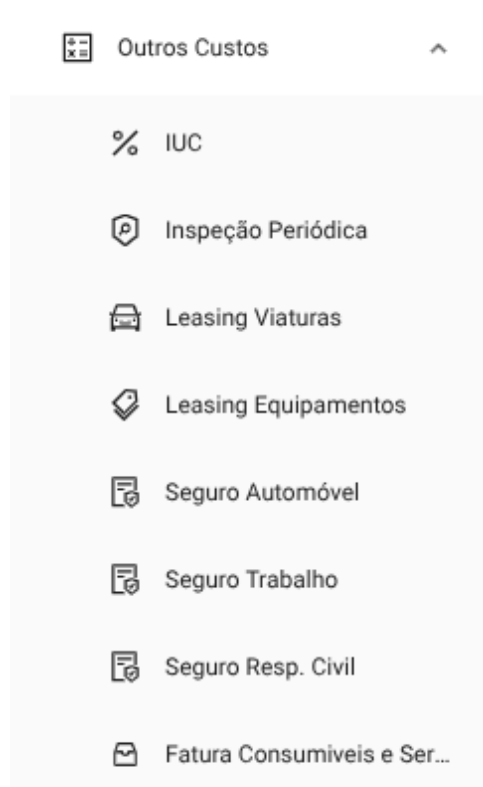 Outros Custos
IUC
Inspeção Periódica
Leasing Viaturas
Leasing Equipamentos
Seguro Automóvel
Seguro Trabalho
Seguro Resp. Civil
Fatura Consumiveis e Ser...